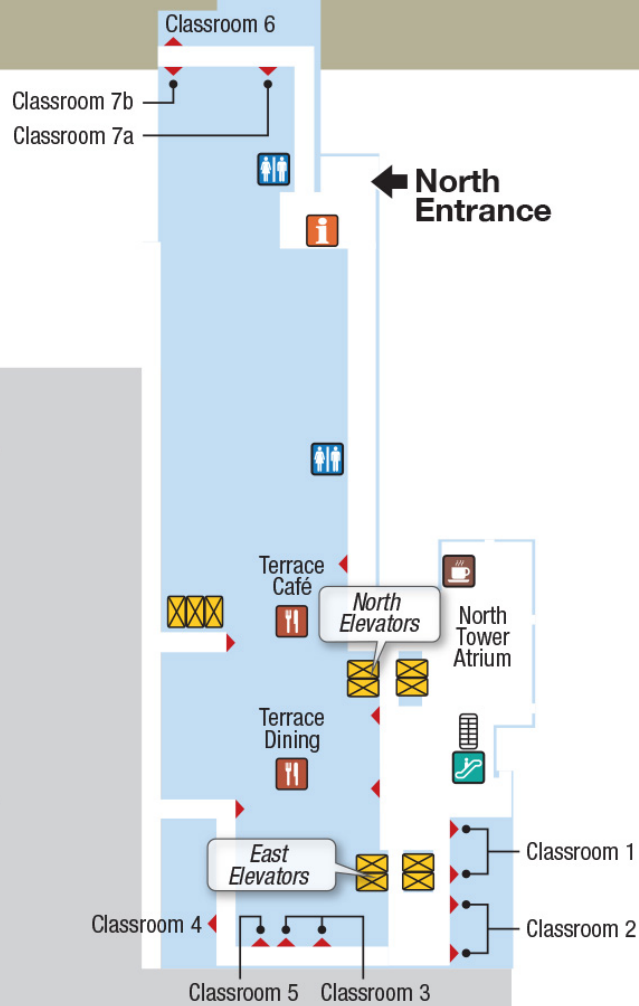 Classroom 6
Classroom 7b
Classroom 7a
North
Entrance
i
Terrace
Café
North
Elevators
North
Tower
Atrium
Terrace
Dining
East
Elevators
Classroom 1
Classroom 4
Classroom 2
Classroom 5
Classroom 3